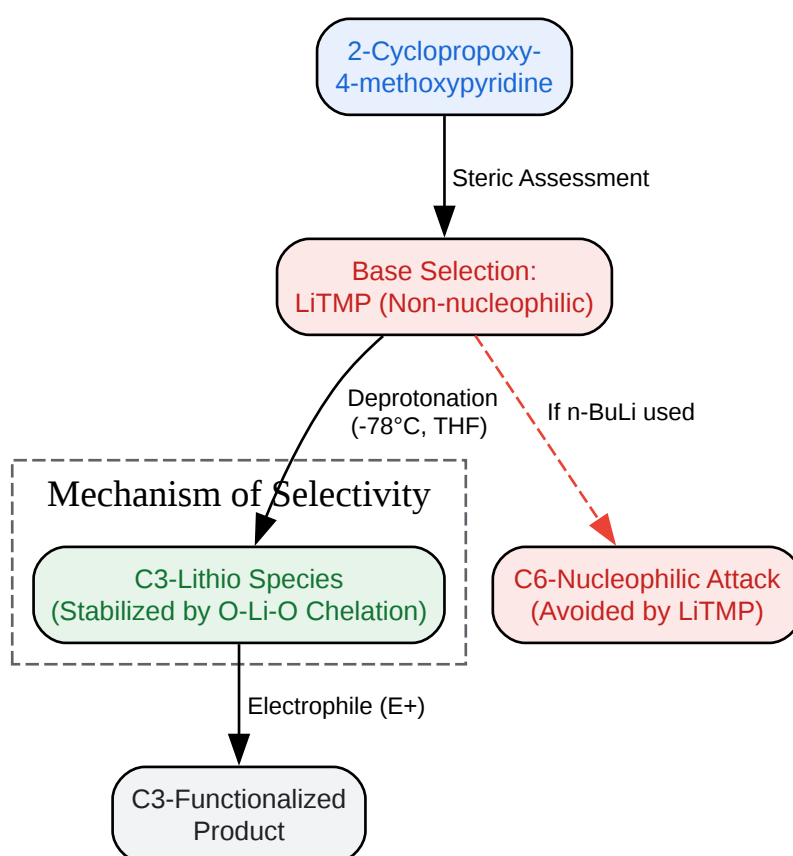 2-Cyclopropoxy-
4-methoxypyridine
Steric Assessment
Base Selection:
LiTMP (Non-nucleophilic)
Deprotonation
(-78°C, THF)
If n-BuLi used
Mechanism of Selectivity
C3-Lithio Species
(Stabilized by O-Li-O Chelation)
C6-Nucleophilic Attack
(Avoided by LiTMP)
Electrophile (E+)
C3-Functionalized
Product